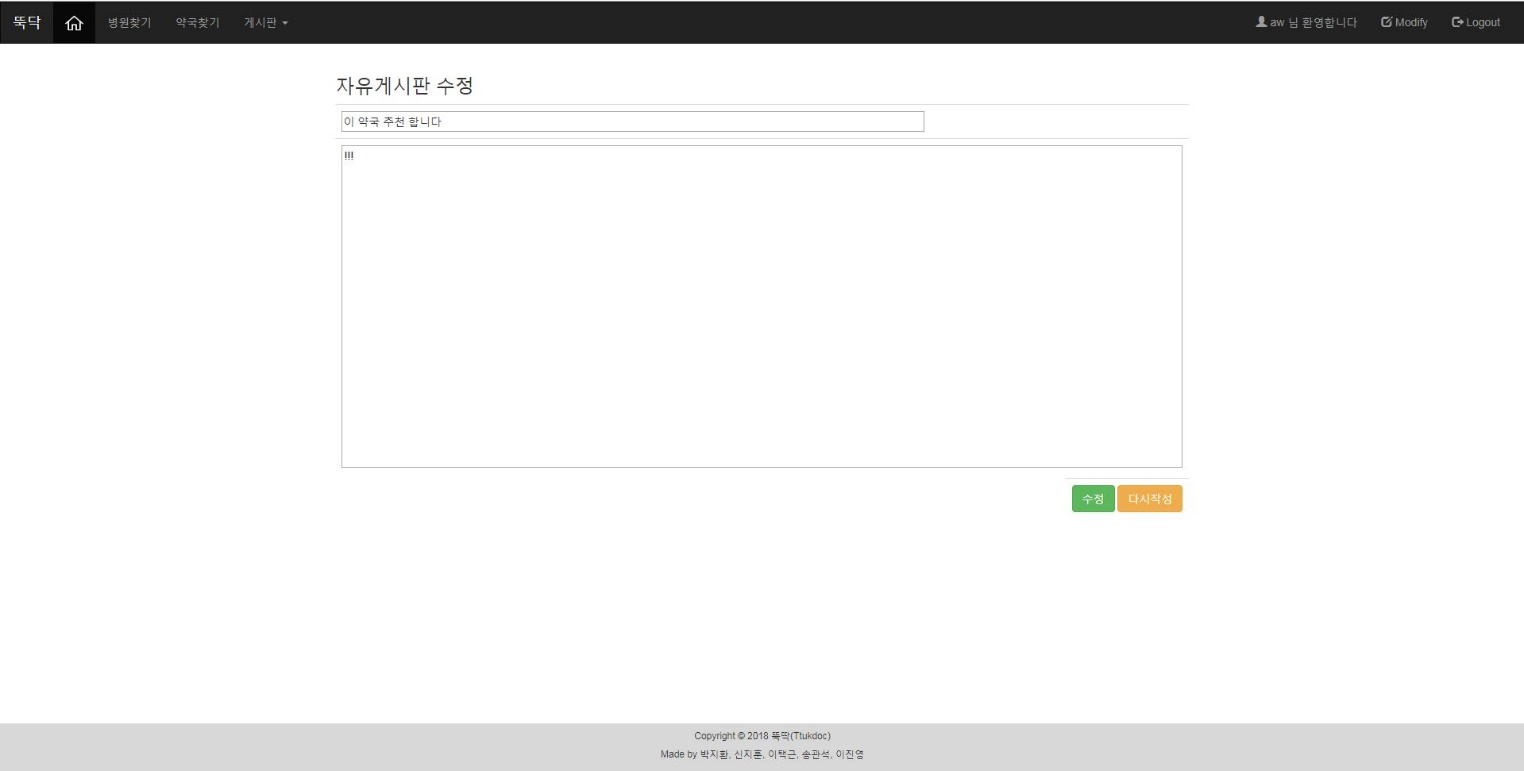 뚝닥 병원찾기 약국찾기 게시판 aw 님 환영합니다 Modify Logout
자유게시판 수정
이 약국 추천 합니다
!!!
수정 다시작성
Copyright © 2018 뚝딱(Ttukdoc)
Made by 박지환, 신지훈, 이택근, 송관석, 이진영